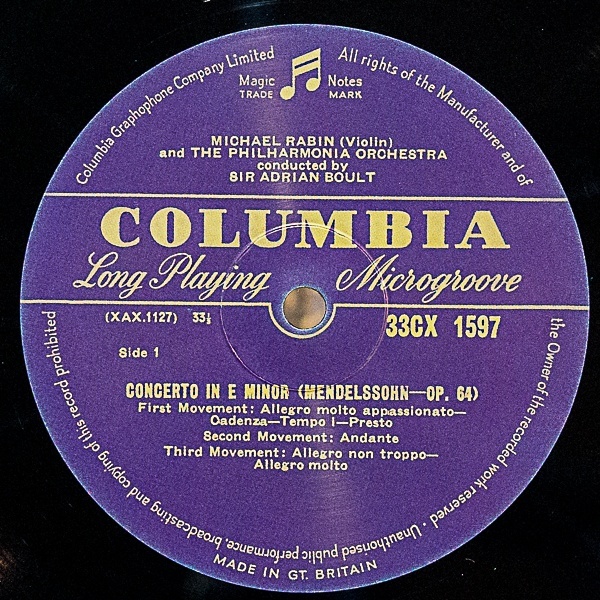 Columbia Graphophone Company Limited
All rights of the Manufacturer and of
the Owner of the recorded work reserved · Unauthorised public performance, broadcasting and copying of this record prohibited
Magic Notes
TRADE MARK
MICHAEL RABIN (Violin)
and THE PHILHARMONIA ORCHESTRA
conducted by
SIR ADRIAN BOULT
COLUMBIA
Long Playing Microgroove
(XAX.1127) 33⅓ 33CX 1597
Side 1
CONCERTO IN E MINOR (MENDELSSOHN—OP. 64)
First Movement: Allegro molto appassionato—
Cadenza—Tempo I—Presto
Second Movement: Andante
Third Movement: Allegro non troppo—
Allegro molto
MADE IN GT. BRITAIN